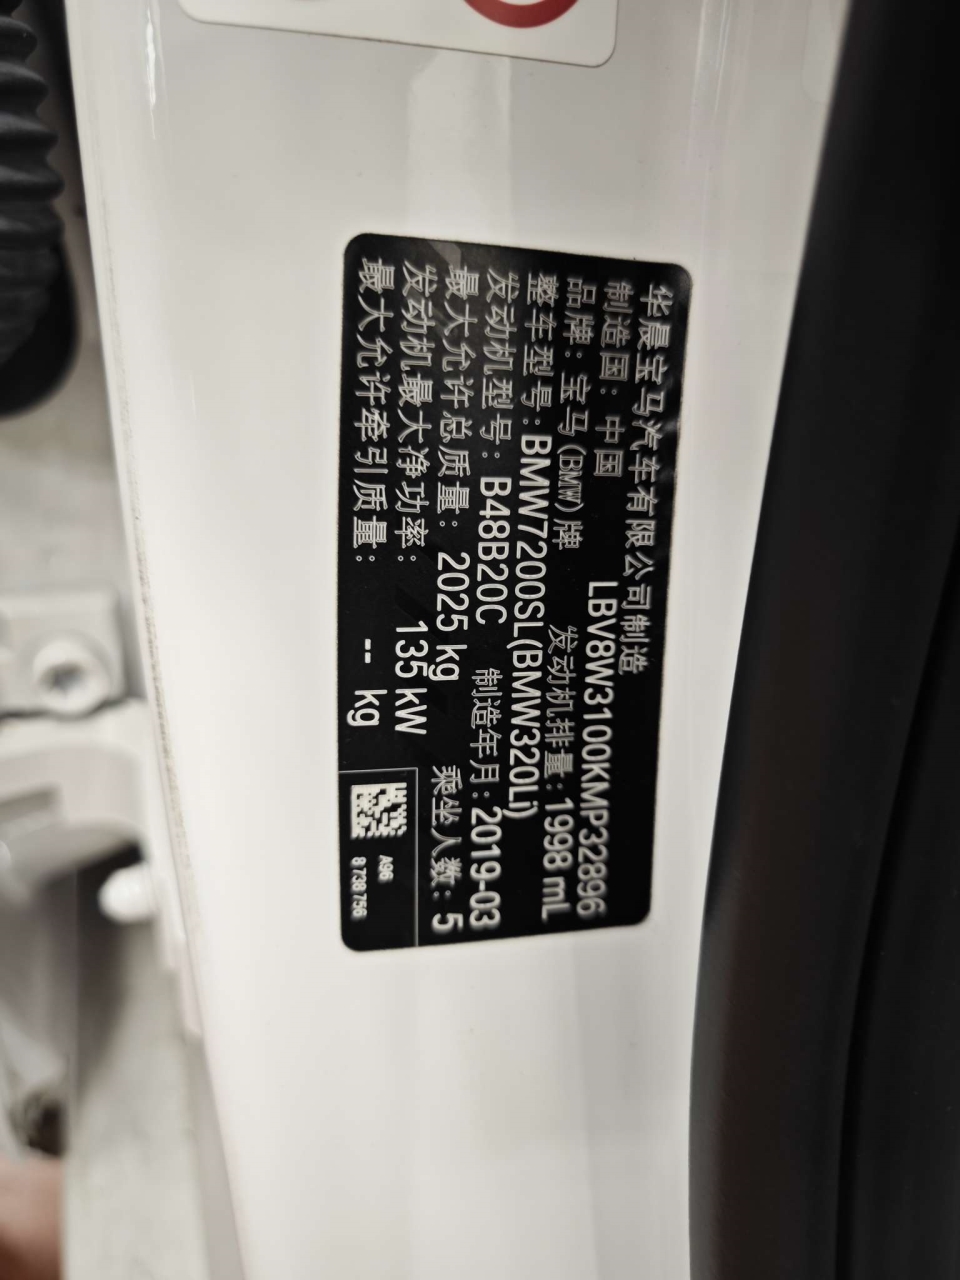 华晨宝马汽车有限公司制造
制造国：中国 LBV8W3100KMP32896
品牌：宝马(BMW)牌 发动机排量：1998 mL
整车型号：BMW7200SL(BMW320Li)
发动机型号：B48B20C 制造年月：2019-03
最大允许总质量：2025 kg 乘坐人数：5
发动机最大净功率：135 kW
最大允许牵引质量：-- kg
A96
8 738 756